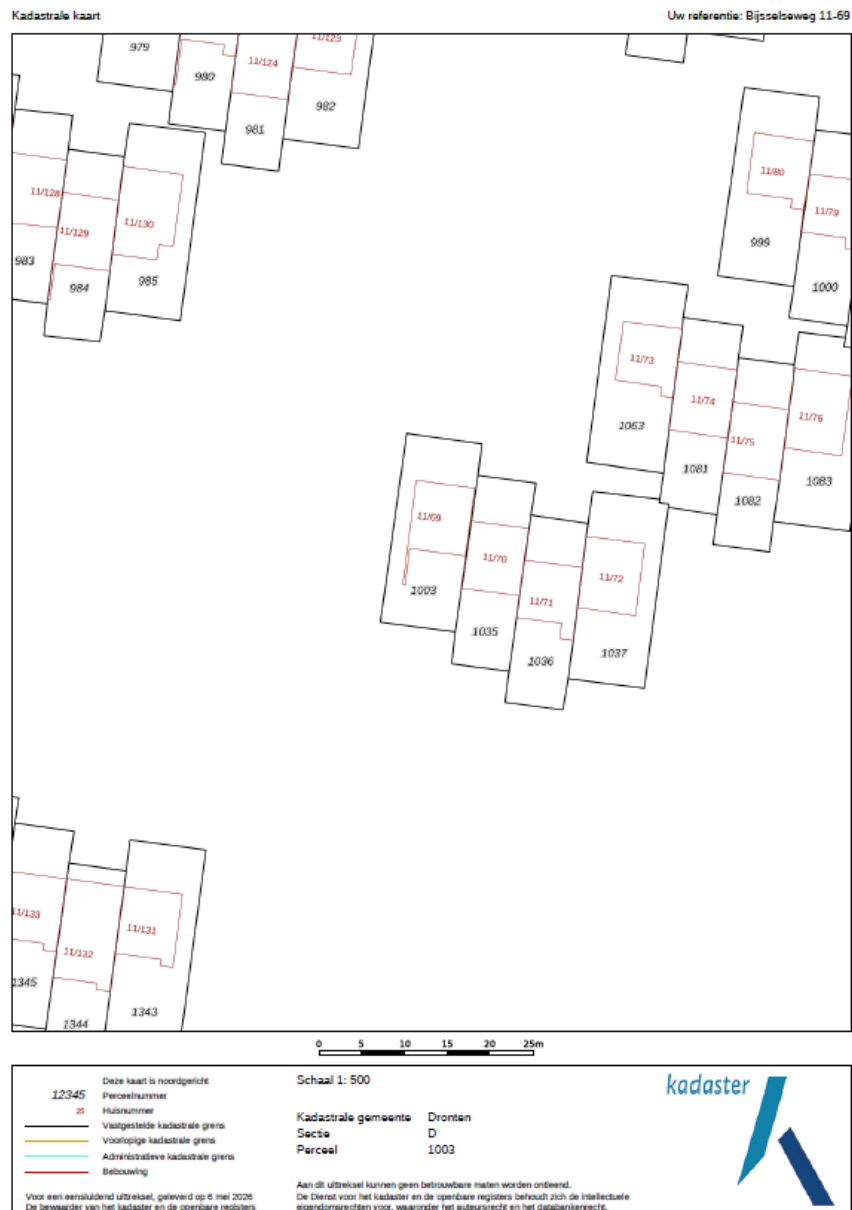 Kadastrale kaart
Uw referentie: Bijsselseweg 11-69
979
980
11/124
11/123
982
981
11/128
11/129
11/130
983
984
985
11/80
11/79
999
1000
11/73
11/74
11/75
11/76
1063
1081
1082
1083
11/69
11/70
11/71
11/72
1003
1035
1036
1037
11/133
11/132
11/131
1345
1344
1343
0 5 10 15 20 25m
Deze kaart is noordgericht
12345 Perceelnummer
25 Huisnummer
Vastgestelde kadastrale grens
Voorlopige kadastrale grens
Administratieve kadastrale grens
Bebouwing
Voor een eensluidend uittreksel, geleverd op 6 mei 2026
De bewaarder van het kadaster en de openbare registers
Schaal 1: 500
Kadastrale gemeente Dronten
Sectie D
Perceel 1003
Aan dit uittreksel kunnen geen betrouwbare maten worden ontleend.
De Dienst voor het kadaster en de openbare registers behoudt zich de intellectuele
eigendomsrechten voor, waaronder het auteursrecht en het databankenrecht.
kadaster